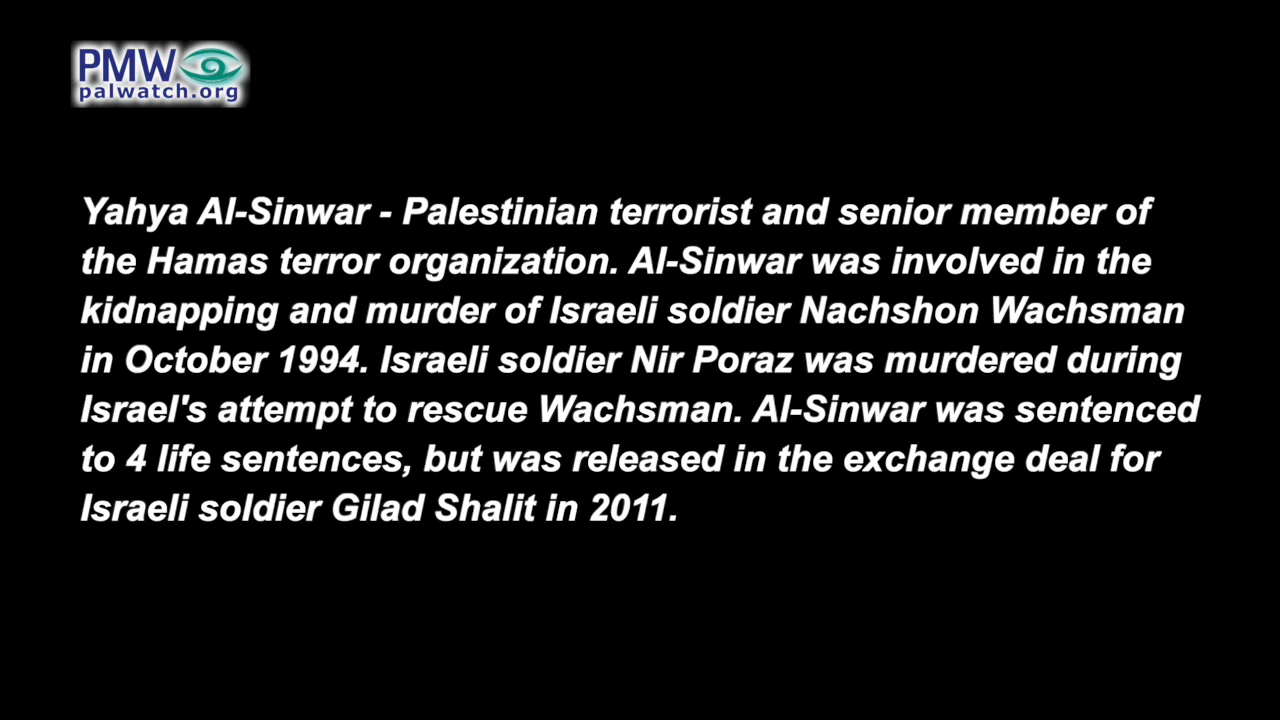 PMW
palwatch.org
Yahya Al-Sinwar - Palestinian terrorist and senior member of
the Hamas terror organization. Al-Sinwar was involved in the
kidnapping and murder of Israeli soldier Nachshon Wachsman
in October 1994. Israeli soldier Nir Poraz was murdered during
Israel's attempt to rescue Wachsman. Al-Sinwar was sentenced
to 4 life sentences, but was released in the exchange deal for
Israeli soldier Gilad Shalit in 2011.